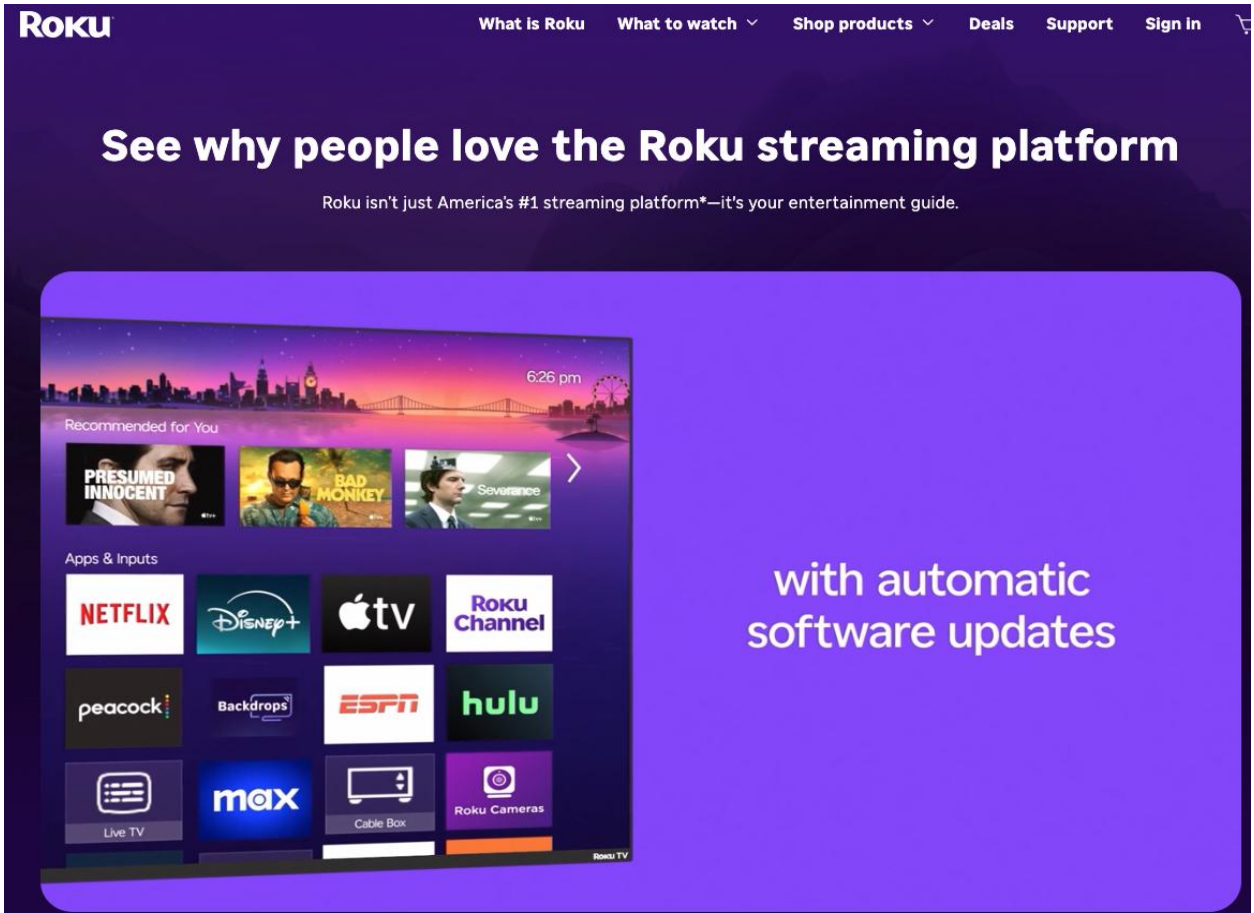 Roku
What is Roku
What to watch
Shop products
Deals
Support
Sign in
See why people love the Roku streaming platform
Roku isn't just America's #1 streaming platform*—it's your entertainment guide.
6:26 pm
Recommended for You
PRESUMED
INNOCENT
tv+
BAD
MONKEY
tv+
Severance
tv+
Apps & Inputs
NETFLIX
Disney+
tv
Roku
Channel
peacock
Backdrops
ESPN
hulu
Live TV
max
Cable Box
Roku Cameras
Roku TV
with automatic
software updates